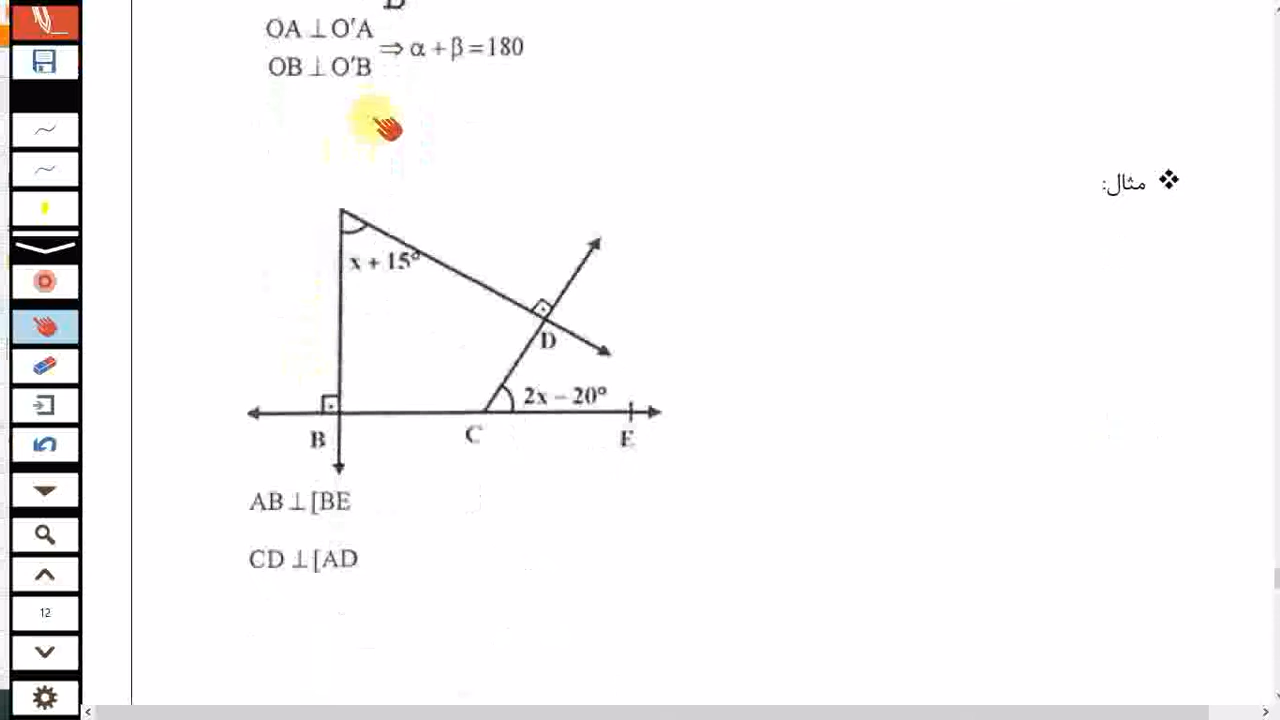 OA ⊥ O′A
OB ⊥ O′B
⇒ α + β = 180
❖ مثال:
x + 15°
D
2x – 20°
B
C
E
AB ⊥ [BE
CD ⊥ [AD
12